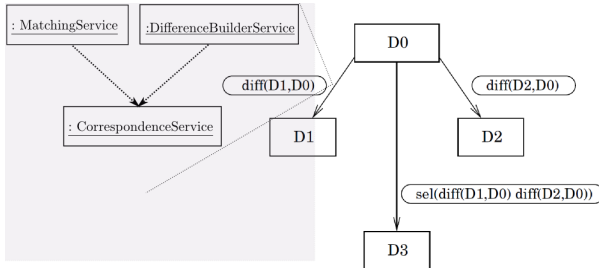 : MatchingService
:DifferenceBuilderService
: CorrespondenceService
D0
diff(D1,D0)
diff(D2,D0)
D1
D2
sel(diff(D1,D0) diff(D2,D0))
D3